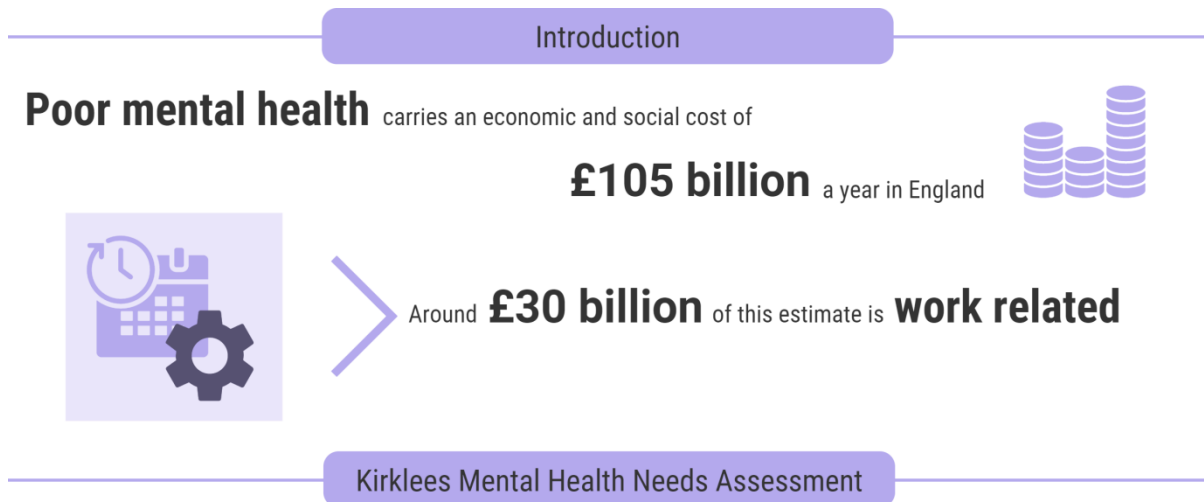 Introduction
Poor mental health carries an economic and social cost of
£105 billion a year in England
Around £30 billion of this estimate is work related
Kirklees Mental Health Needs Assessment